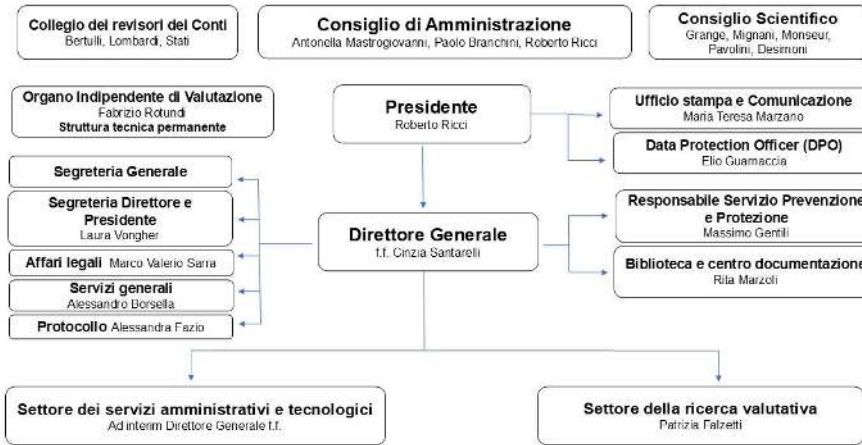 Collegio dei revisori dei Conti
Bertulli, Lombardi, Stati
Consiglio di Amministrazione
Antonella Mastrogiovanni, Paolo Branchini, Roberto Ricci
Consiglio Scientifico
Grange, Mignani, Monseur,
Pavolini, Desimoni
Organo Indipendente di Valutazione
Fabrizio Rotundi
Struttura tecnica permanente
Presidente
Roberto Ricci
Ufficio stampa e Comunicazione
Maria Teresa Marzano
Data Protection Officer (DPO)
Elio Guarnaccia
Segreteria Generale
Segreteria Direttore e
Presidente
Laura Vongher
Affari legali Marco Valerio Sarra
Servizi generali
Alessandro Borsella
Protocollo Alessandra Fazio
Direttore Generale
f.f. Cinzia Santarelli
Responsabile Servizio Prevenzione
e Protezione
Massimo Gentili
Biblioteca e centro documentazione
Rita Marzoli
Settore dei servizi amministrativi e tecnologici
Ad interim Direttore Generale f.f.
Settore della ricerca valutativa
Patrizia Falzetti